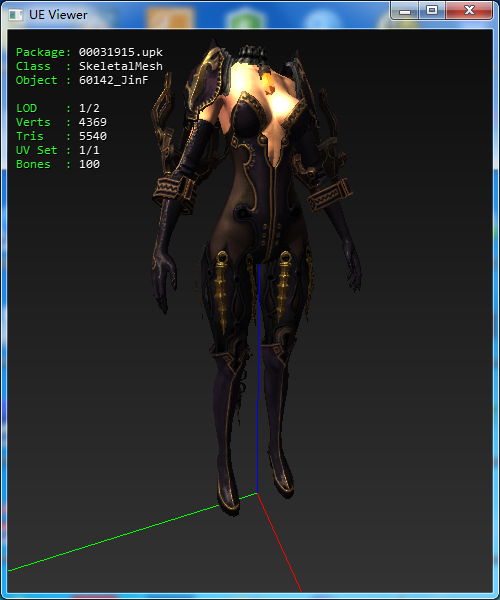 UE Viewer
Package: 00031915.upk
Class : SkeletalMesh
Object : 60142_JinF
LOD : 1/2
Verts : 4369
Tris : 5540
UV Set : 1/1
Bones : 100